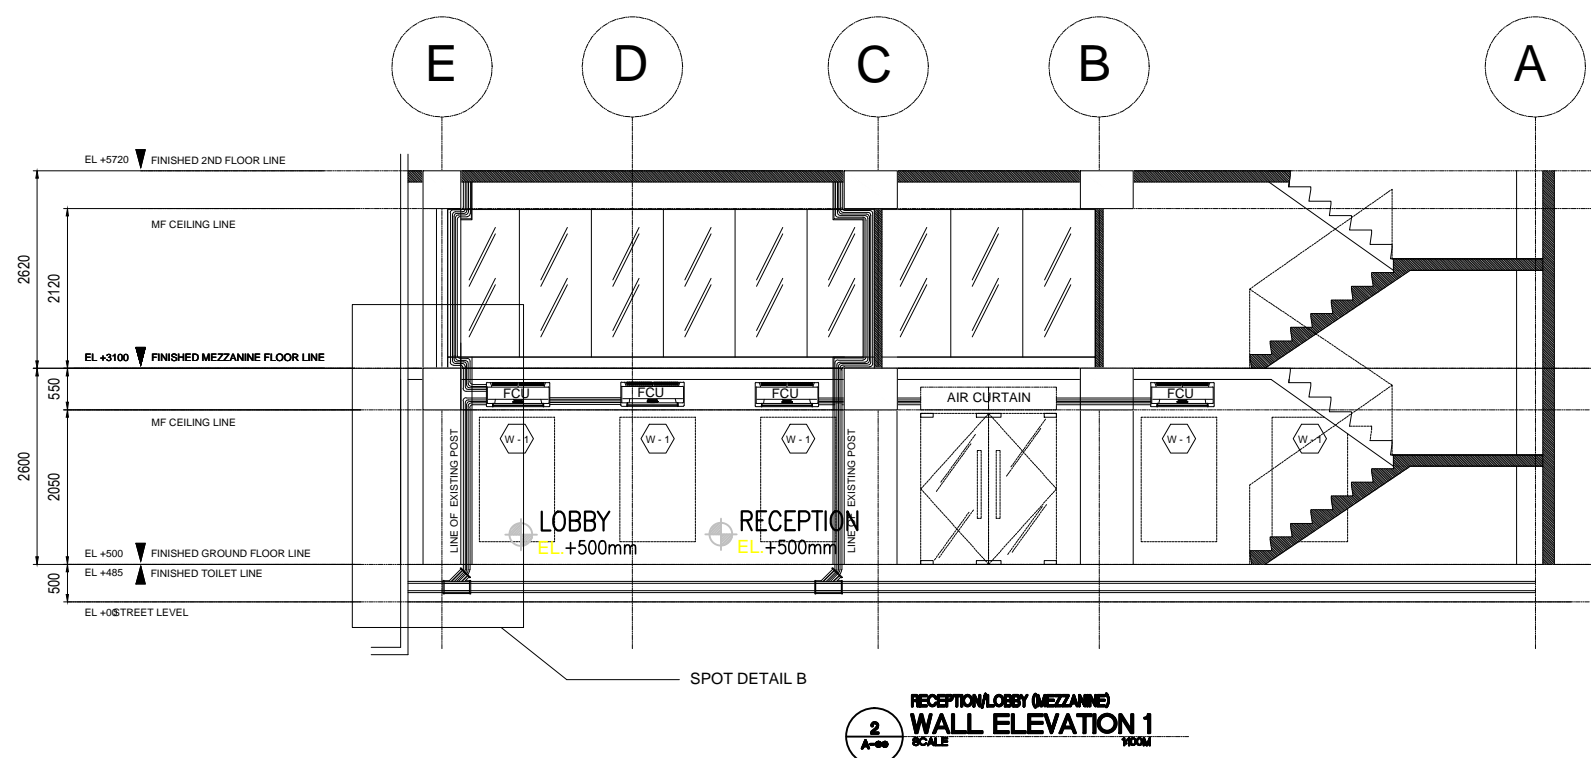 E D C B A
EL +5720 FINISHED 2ND FLOOR LINE
MF CEILING LINE
2620
2120
EL +3100 FINISHED MEZZANINE FLOOR LINE
550
FCU FCU FCU AIR CURTAIN FCU
MF CEILING LINE
W - 1 W - 1 W - 1 W - 1 W - 1
2600
2050
LINE OF EXISTING POST
LINE OF EXISTING POST
LOBBY
EL.+500mm
RECEPTION
EL.+500mm
EL +500 FINISHED GROUND FLOOR LINE
EL +485 FINISHED TOILET LINE
500
EL +00 STREET LEVEL
SPOT DETAIL B
RECEPTION/LOBBY (MEZZANINE)
2 WALL ELEVATION 1
SCALE